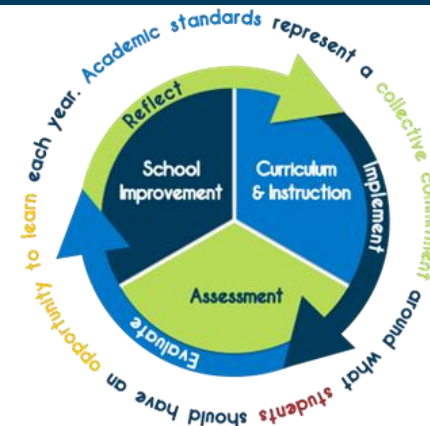 Academic standards represent a collective commitment around what students should have an opportunity to learn each year.
Reflect
Implement
Evaluate
School
Improvement
Curriculum
& Instruction
Assessment